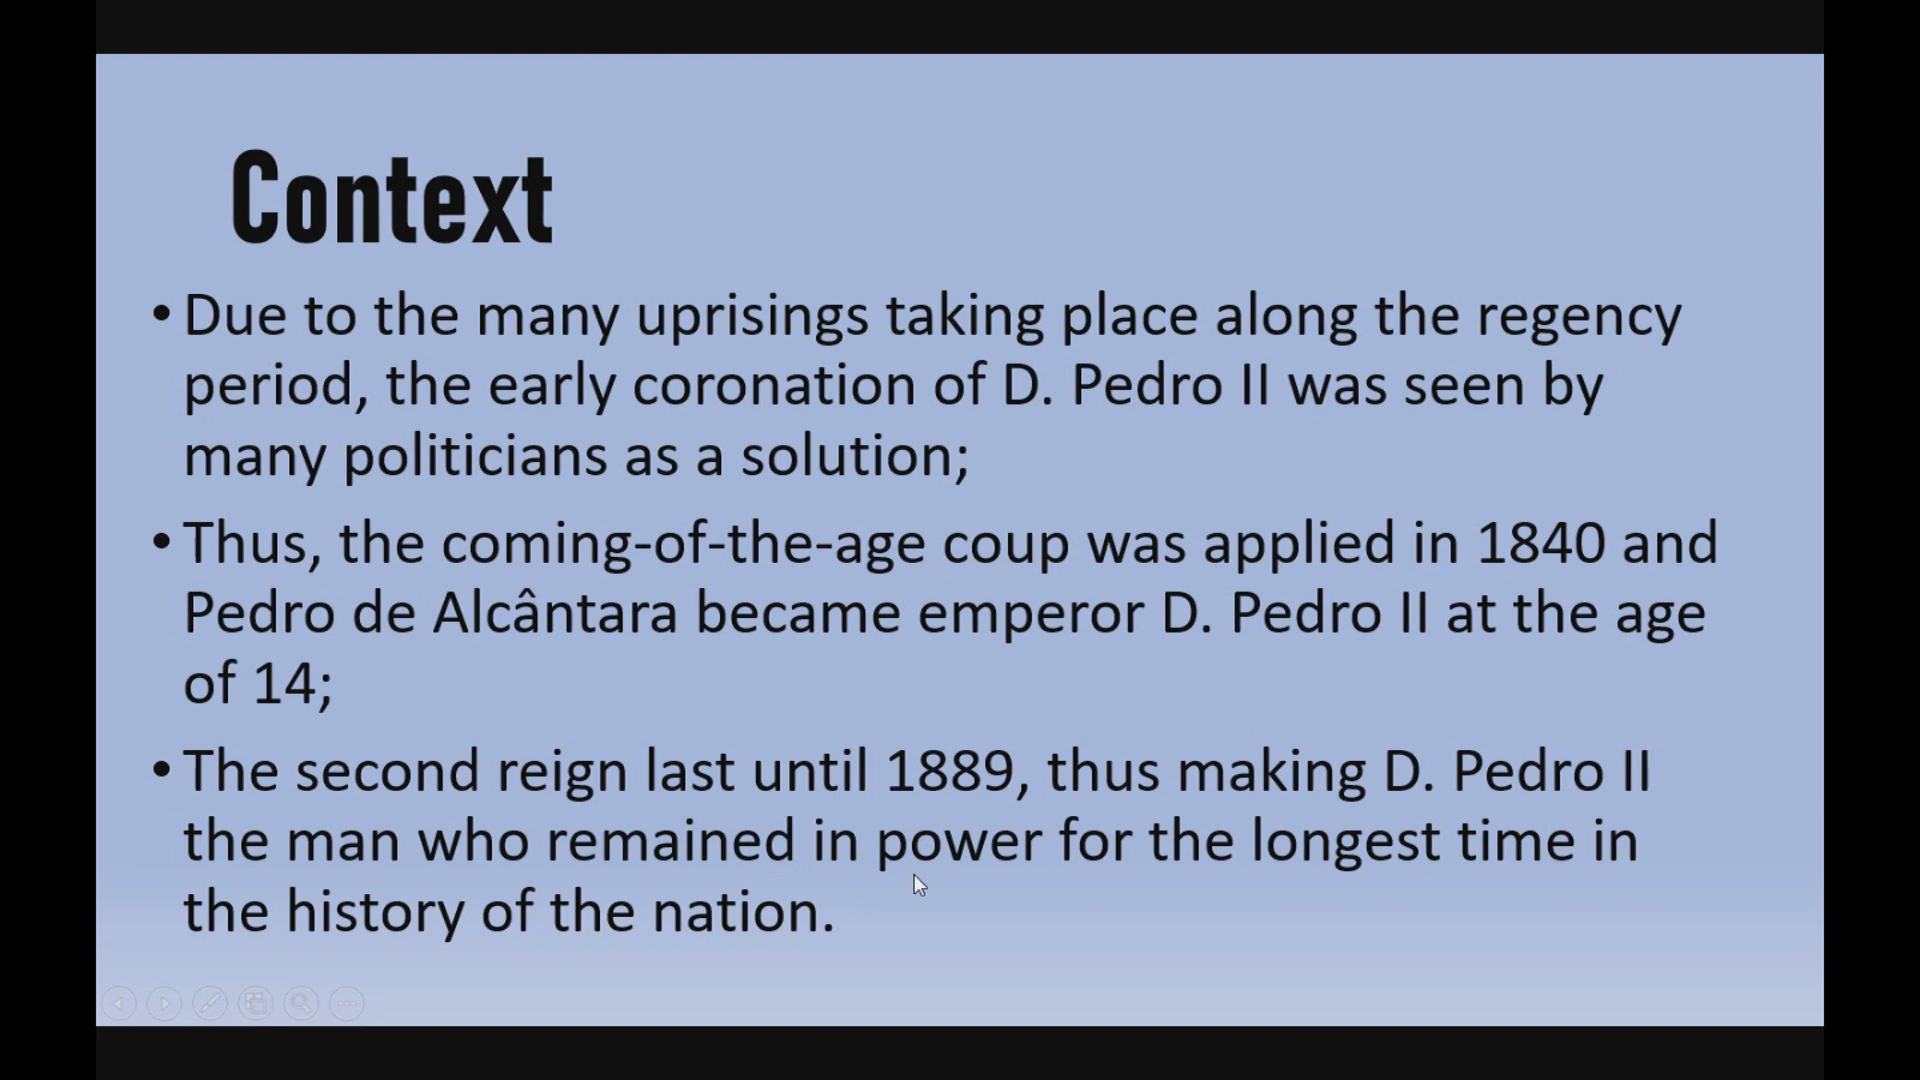 Context
• Due to the many uprisings taking place along the regency
period, the early coronation of D. Pedro II was seen by
many politicians as a solution;
• Thus, the coming-of-the-age coup was applied in 1840 and
Pedro de Alcântara became emperor D. Pedro II at the age
of 14;
• The second reign last until 1889, thus making D. Pedro II
the man who remained in power for the longest time in
the history of the nation.